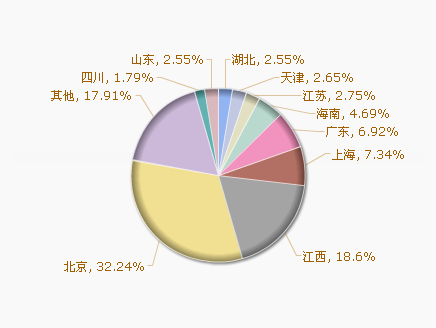 山东, 2.55%
湖北, 2.55%
四川, 1.79%
天津, 2.65%
其他, 17.91%
江苏, 2.75%
海南, 4.69%
广东, 6.92%
上海, 7.34%
江西, 18.6%
北京, 32.24%